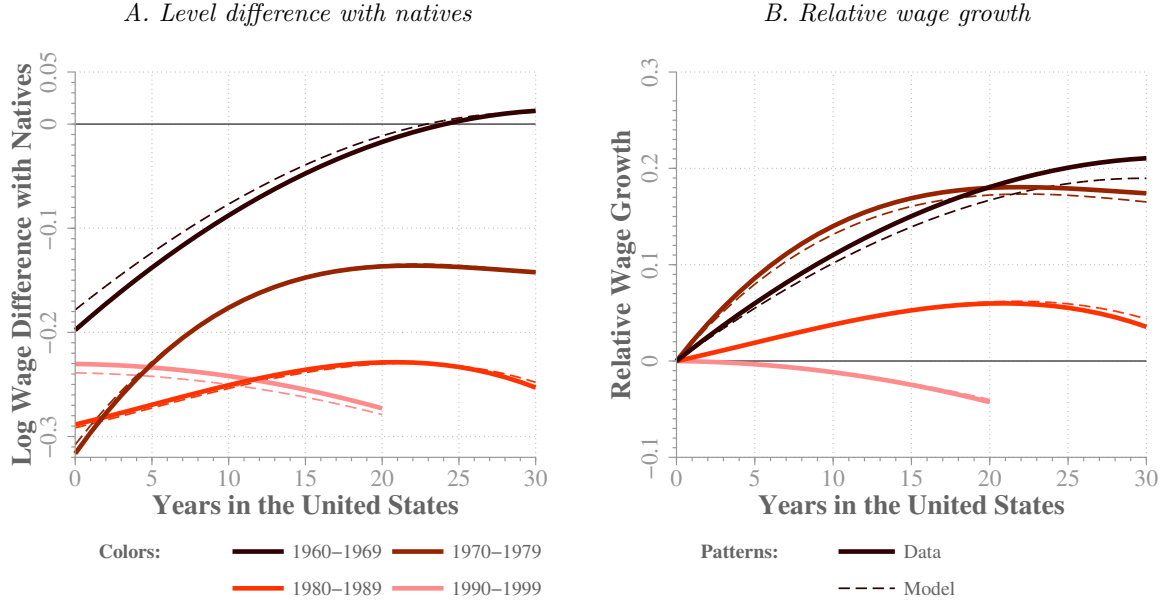 A. Level difference with natives
B. Relative wage growth
Log Wage Difference with Natives
0.05
0
−0.1
−0.2
−0.3
0 5 10 15 20 25 30
Years in the United States
Relative Wage Growth
0.3
0.2
0.1
0
−0.1
0 5 10 15 20 25 30
Years in the United States
Colors:
1960−1969
1970−1979
1980−1989
1990−1999
Patterns:
Data
Model